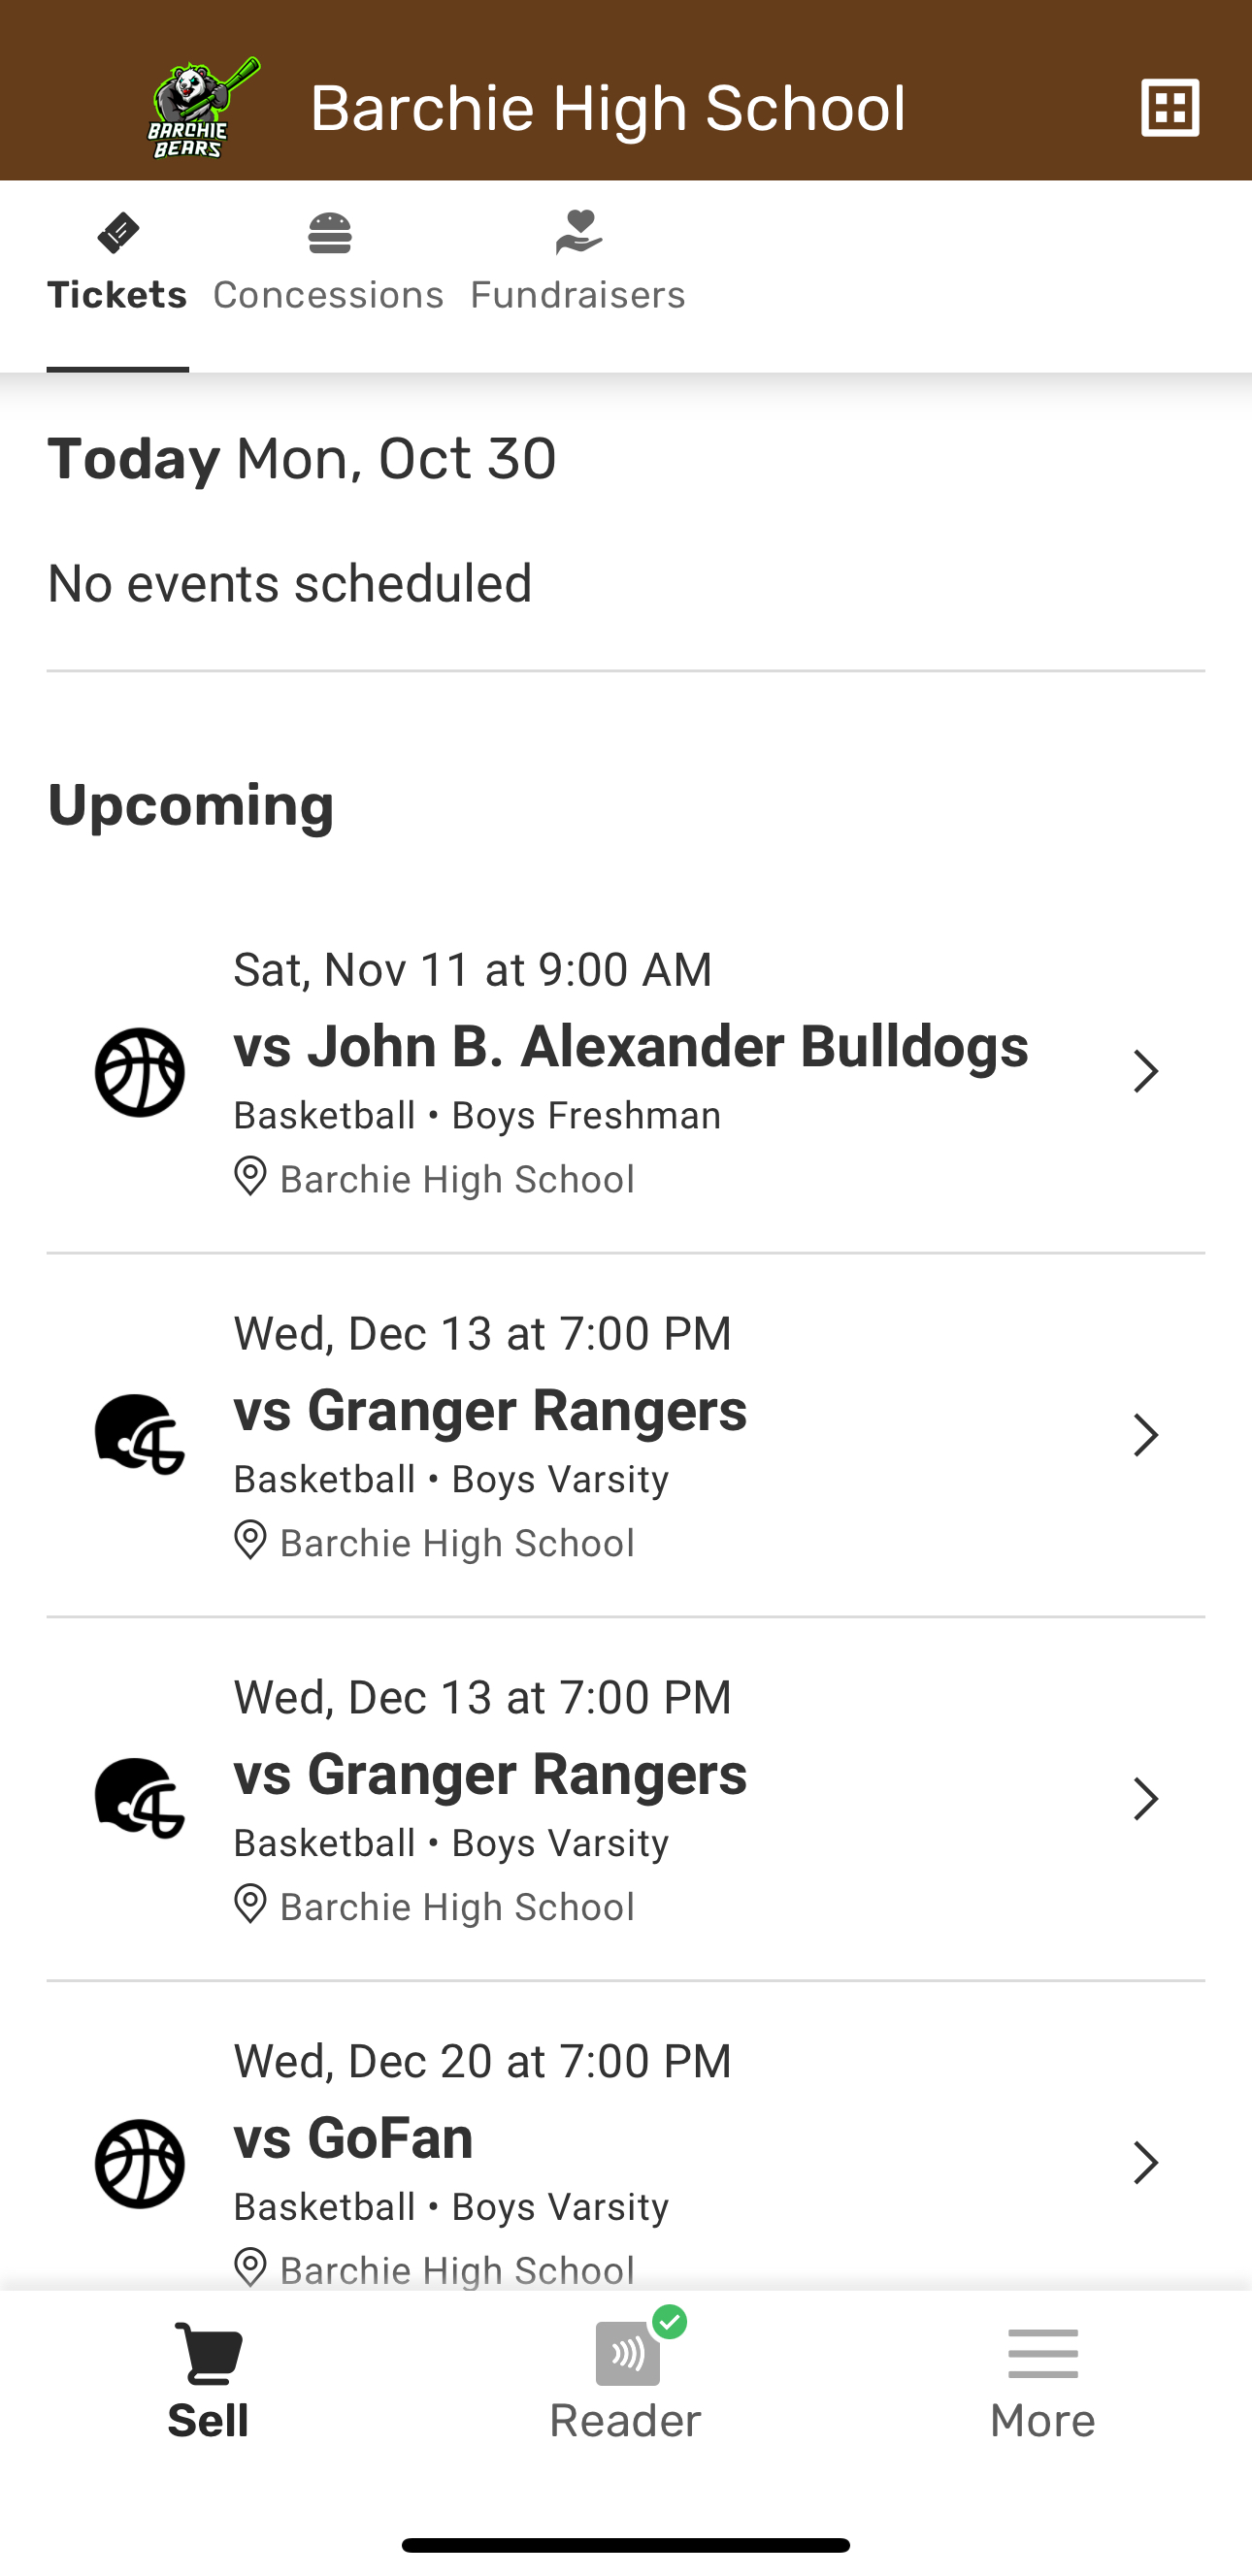 BARCHIE
BEARS
Barchie High School
Tickets
Concessions
Fundraisers
Today Mon, Oct 30
No events scheduled
Upcoming
Sat, Nov 11 at 9:00 AM
vs John B. Alexander Bulldogs
Basketball • Boys Freshman
Barchie High School
Wed, Dec 13 at 7:00 PM
vs Granger Rangers
Basketball • Boys Varsity
Barchie High School
Wed, Dec 13 at 7:00 PM
vs Granger Rangers
Basketball • Boys Varsity
Barchie High School
Wed, Dec 20 at 7:00 PM
vs GoFan
Basketball • Boys Varsity
Barchie High School
Sell
Reader
More